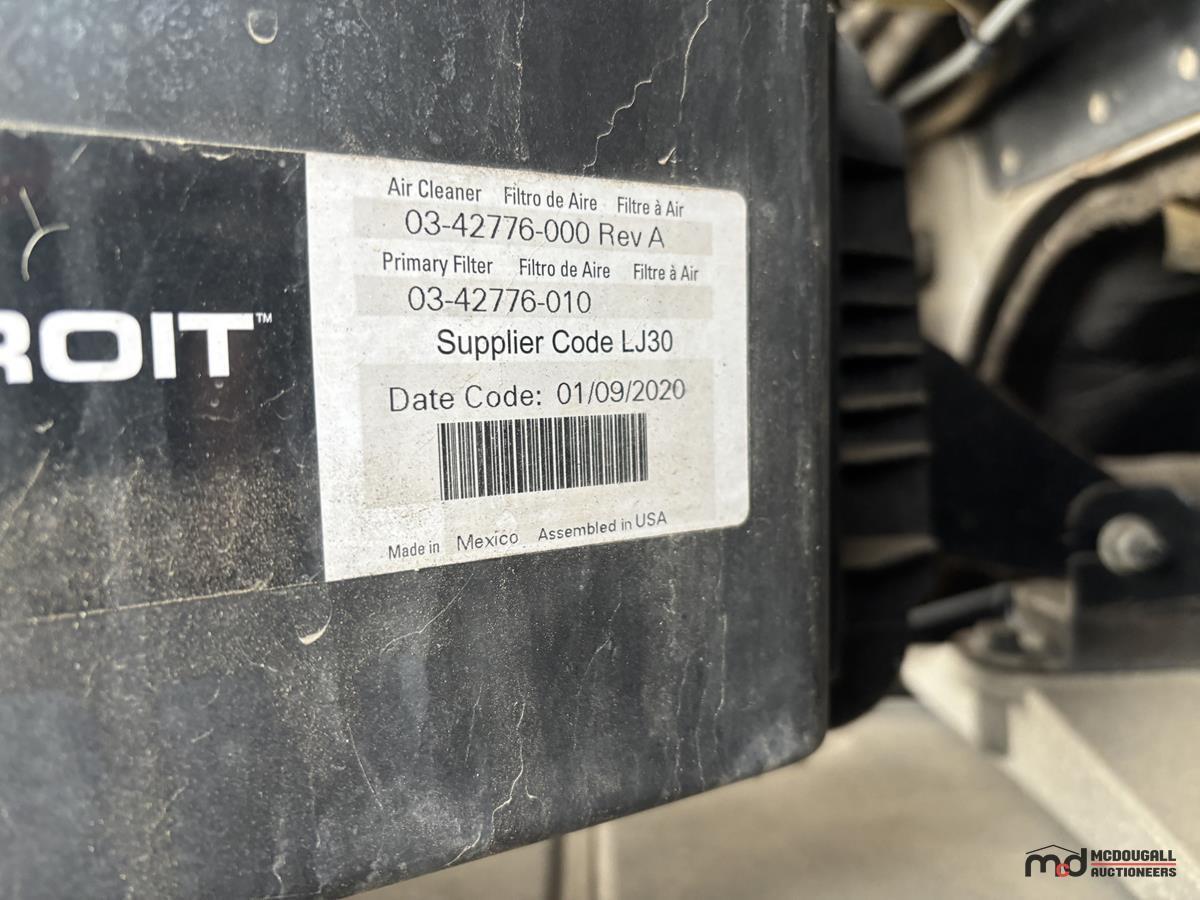 ROIT™
Air Cleaner Filtro de Aire Filtre à Air
03-42776-000 Rev A
Primary Filter Filtro de Aire Filtre à Air
03-42776-010
Supplier Code LJ30
Date Code: 01/09/2020
Made in Mexico Assembled in USA
mcd MCDOUGALL
AUCTIONEERS